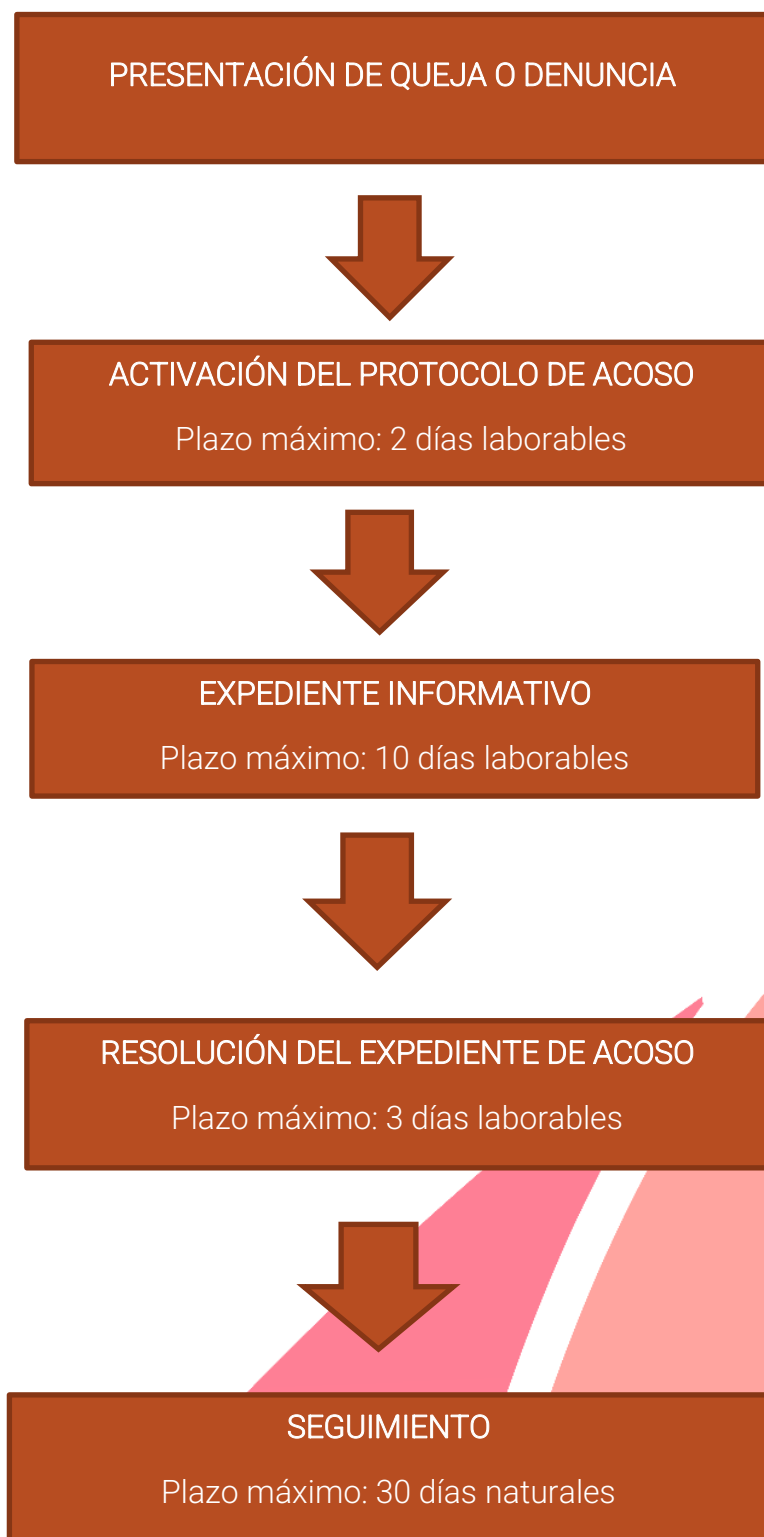 PRESENTACIÓN DE QUEJA O DENUNCIA
ACTIVACIÓN DEL PROTOCOLO DE ACOSO
Plazo máximo: 2 días laborables
EXPEDIENTE INFORMATIVO
Plazo máximo: 10 días laborables
RESOLUCIÓN DEL EXPEDIENTE DE ACOSO
Plazo máximo: 3 días laborables
SEGUIMIENTO
Plazo máximo: 30 días naturales